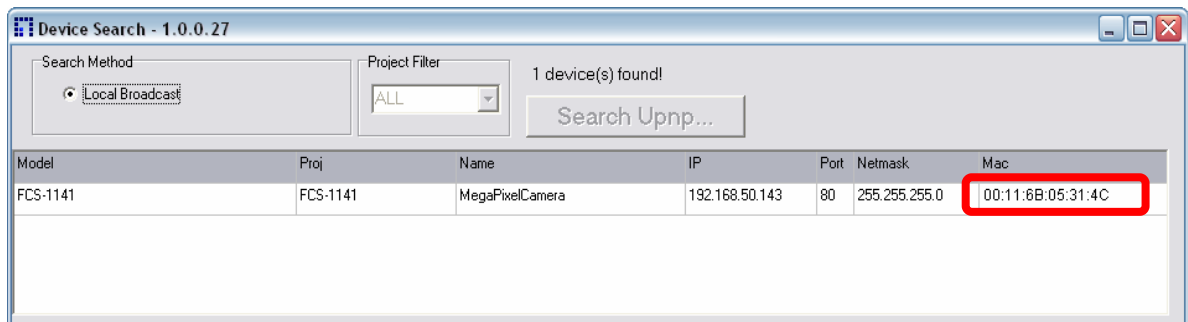 Device Search - 1.0.0.27
Search Method
Local Broadcast
Project Filter
ALL
1 device(s) found!
Search Upnp...
Model Proj Name IP Port Netmask Mac
FCS-1141 FCS-1141 MegaPixelCamera 192.168.50.143 80 255.255.255.0 00:11:6B:05:31:4C